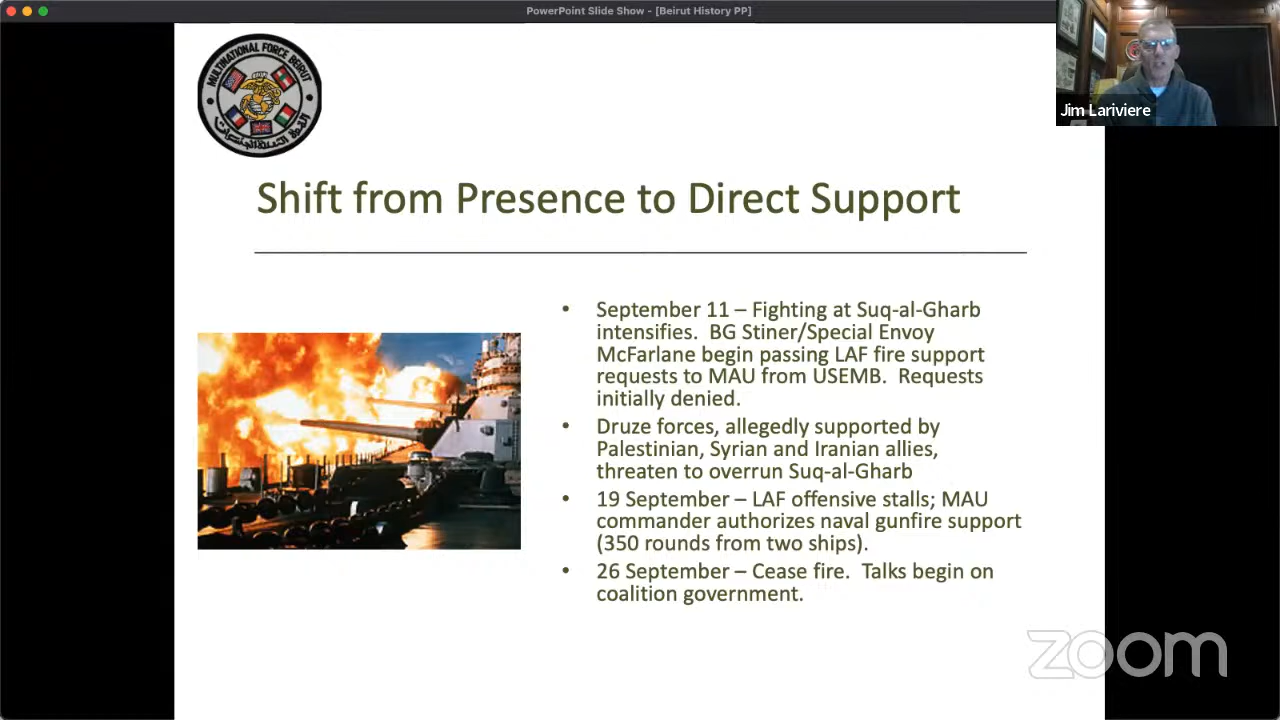 PowerPoint Slide Show - [Beirut History PP]
MULTINATIONAL FORCE BEIRUT
Jim Lariviere
Shift from Presence to Direct Support
• September 11 – Fighting at Suq-al-Gharb
intensifies.  BG Stiner/Special Envoy
McFarlane begin passing LAF fire support
requests to MAU from USEMB.  Requests
initially denied.
• Druze forces, allegedly supported by
Palestinian, Syrian and Iranian allies,
threaten to overrun Suq-al-Gharb
• 19 September – LAF offensive stalls; MAU
commander authorizes naval gunfire support
(350 rounds from two ships).
• 26 September – Cease fire.  Talks begin on
coalition government.
zoom